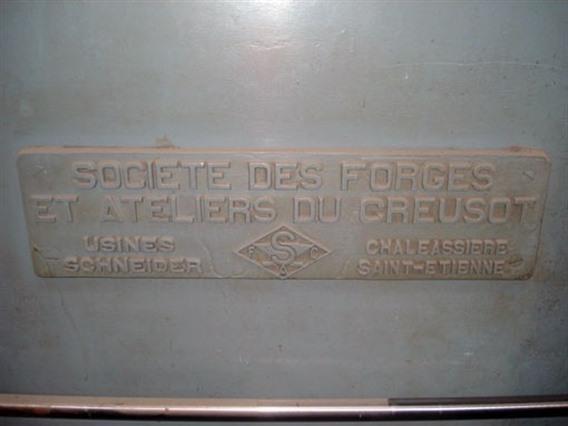 SOCIETE DES FORGES
ET ATELIERS DU CREUSOT
USINES
SCHNEIDER
F S C
A
CHALEASSIERE
SAINT-ETIENNE